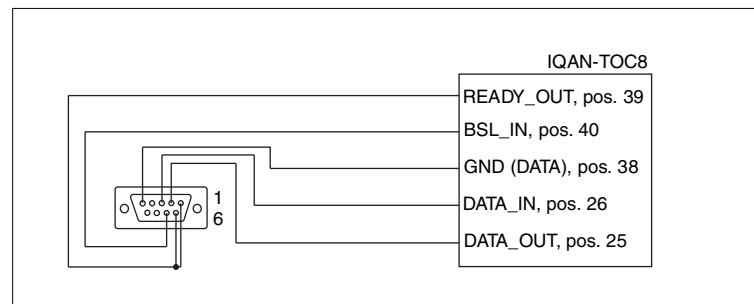 IQAN-TOC8
READY_OUT, pos. 39
BSL_IN, pos. 40
GND (DATA), pos. 38
1
DATA_IN, pos. 26
6
DATA_OUT, pos. 25